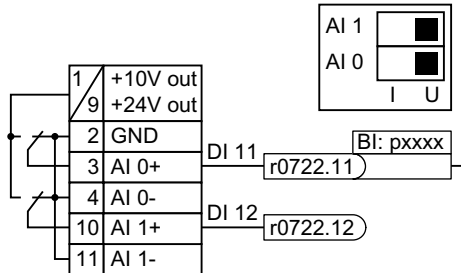 AI 1
AI 0
I U
1 +10V out
9 +24V out
2 GND
3 AI 0+
4 AI 0-
10 AI 1+
11 AI 1-
DI 11
r0722.11
BI: pxxxx
DI 12
r0722.12